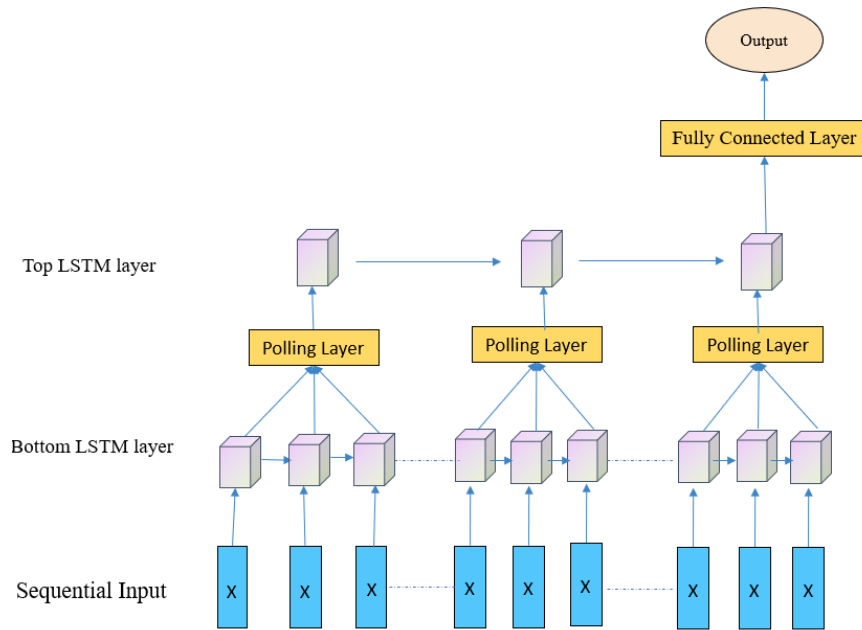 Output
Fully Connected Layer
Top LSTM layer
Polling Layer
Polling Layer
Polling Layer
Bottom LSTM layer
Sequential Input
X
X
X
X
X
X
X
X
X